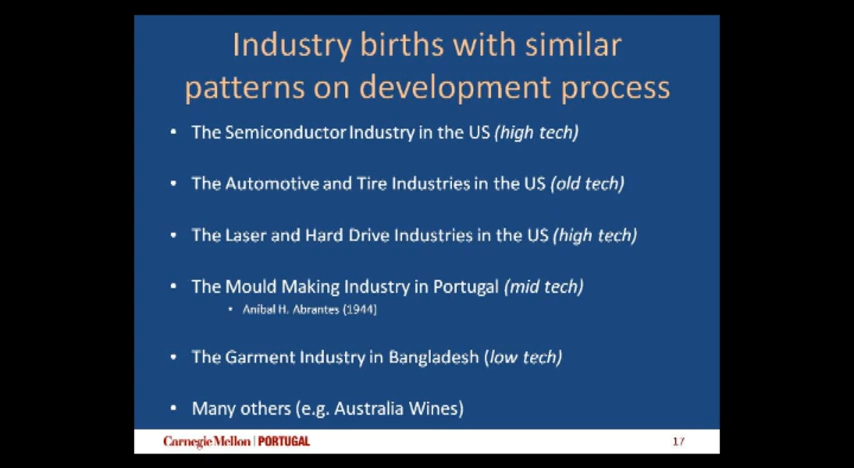 Industry births with similar
patterns on development process
• The Semiconductor Industry in the US (high tech)
• The Automotive and Tire Industries in the US (old tech)
• The Laser and Hard Drive Industries in the US (high tech)
• The Mould Making Industry in Portugal (mid tech)
• Aníbal H. Abrantes (1944)
• The Garment Industry in Bangladesh (low tech)
• Many others (e.g. Australia Wines)
Carnegie Mellon | PORTUGAL
17